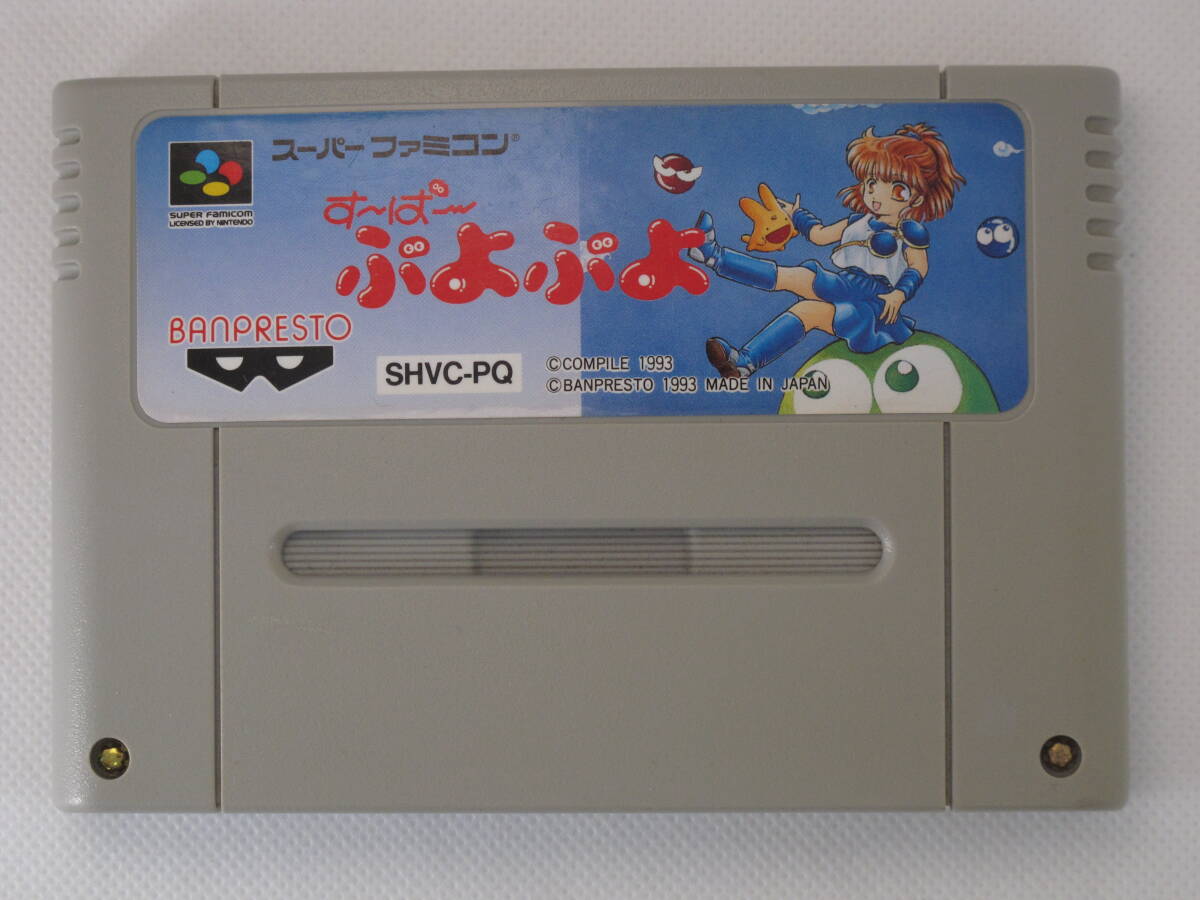 スーパーファミコン®
SUPER FAMICOM
LICENSED BY NINTENDO
す〜ぱ〜
ぷよぷよ
BANPRESTO
SHVC-PQ
©COMPILE 1993
©BANPRESTO 1993 MADE IN JAPAN